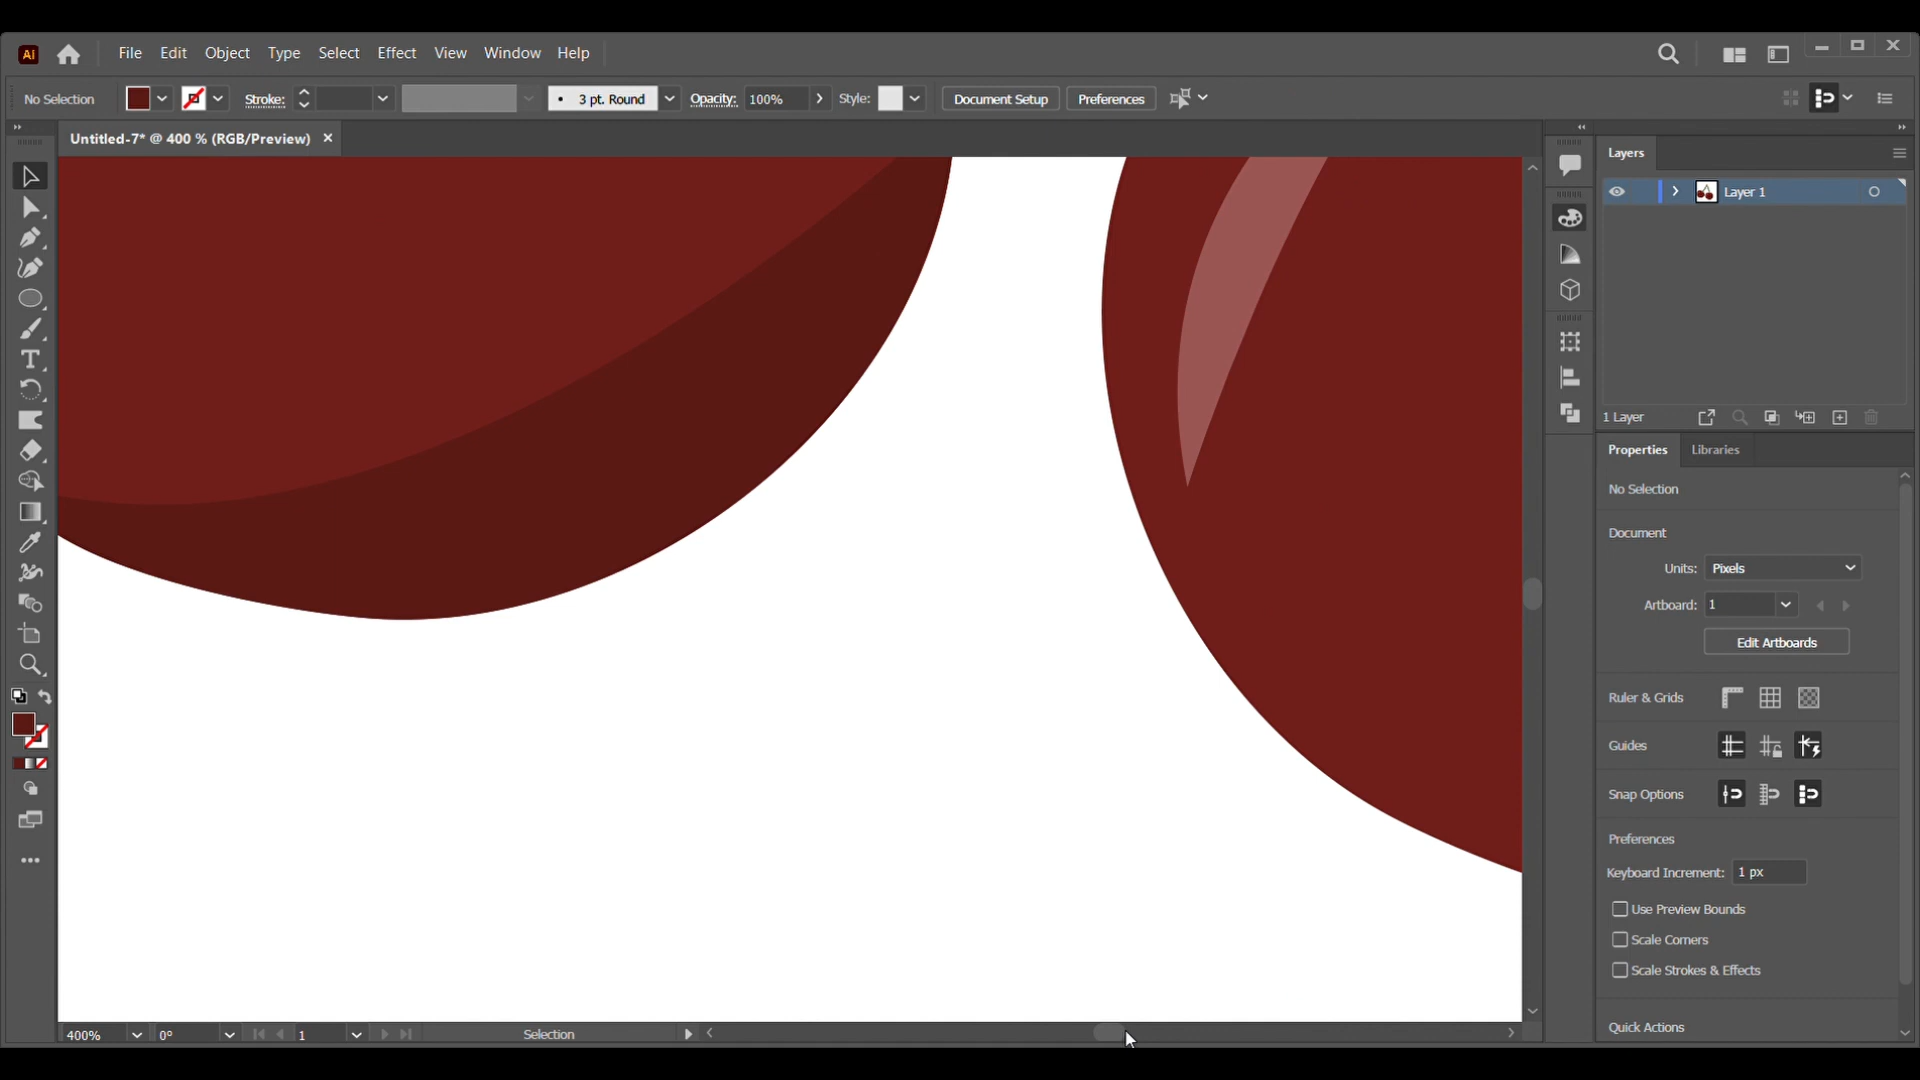 Ai File Edit Object Type Select Effect View Window Help
No Selection Stroke: 3 pt. Round Opacity: 100% Style: Document Setup Preferences
Untitled-7* @ 400 % (RGB/Preview) ×
Layers
Layer 1
1 Layer
Properties Libraries
No Selection
Document
Units: Pixels
Artboard: 1
Edit Artboards
Ruler & Grids
Guides
Snap Options
Preferences
Keyboard Increment: 1 px
Use Preview Bounds
Scale Corners
Scale Strokes & Effects
Quick Actions
400% 0° 1 Selection